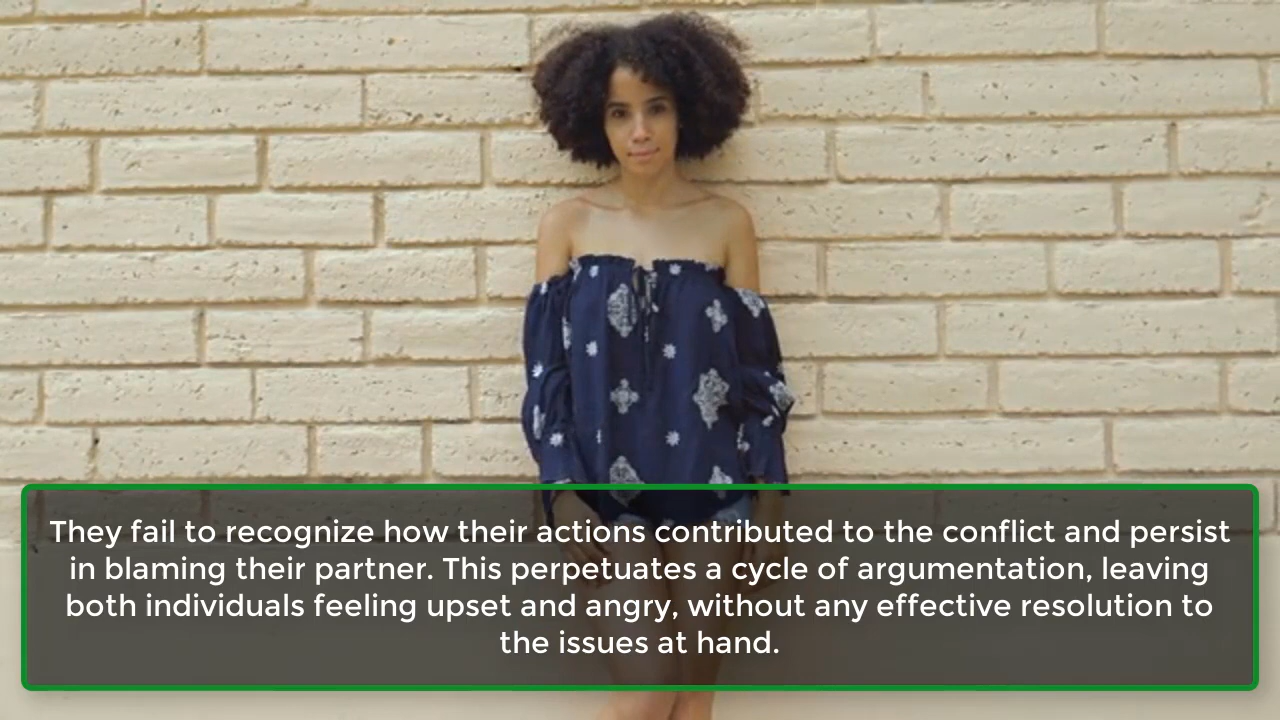 They fail to recognize how their actions contributed to the conflict and persist
in blaming their partner. This perpetuates a cycle of argumentation, leaving
both individuals feeling upset and angry, without any effective resolution to
the issues at hand.